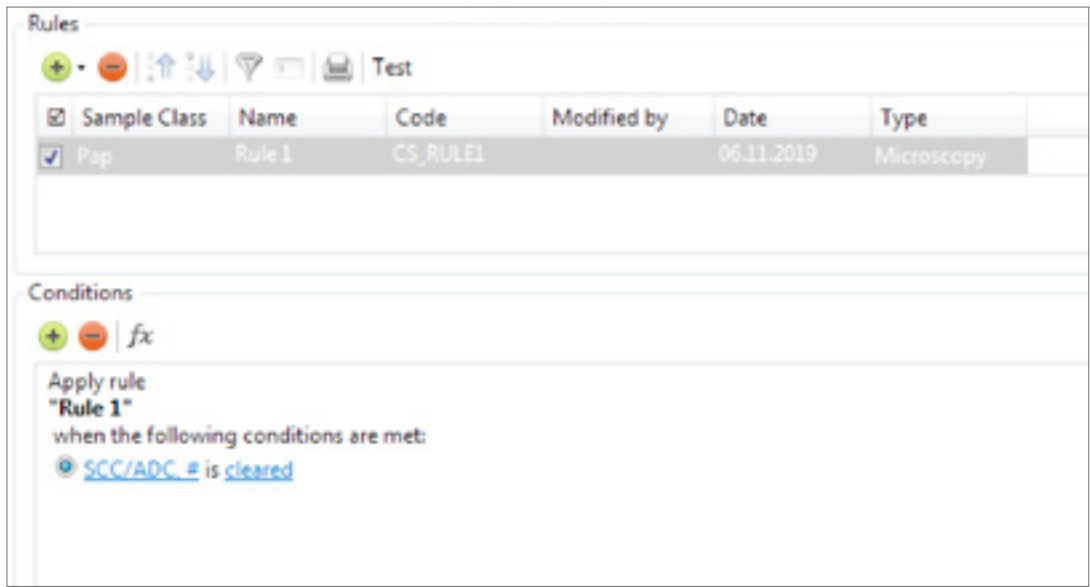 Rules
Test
Sample Class Name Code Modified by Date Type
Pap Rule 1 CS_RULE1 06.11.2019 Microscopy
Conditions
fx
Apply rule
"Rule 1"
when the following conditions are met:
SCC/ADC, # is cleared